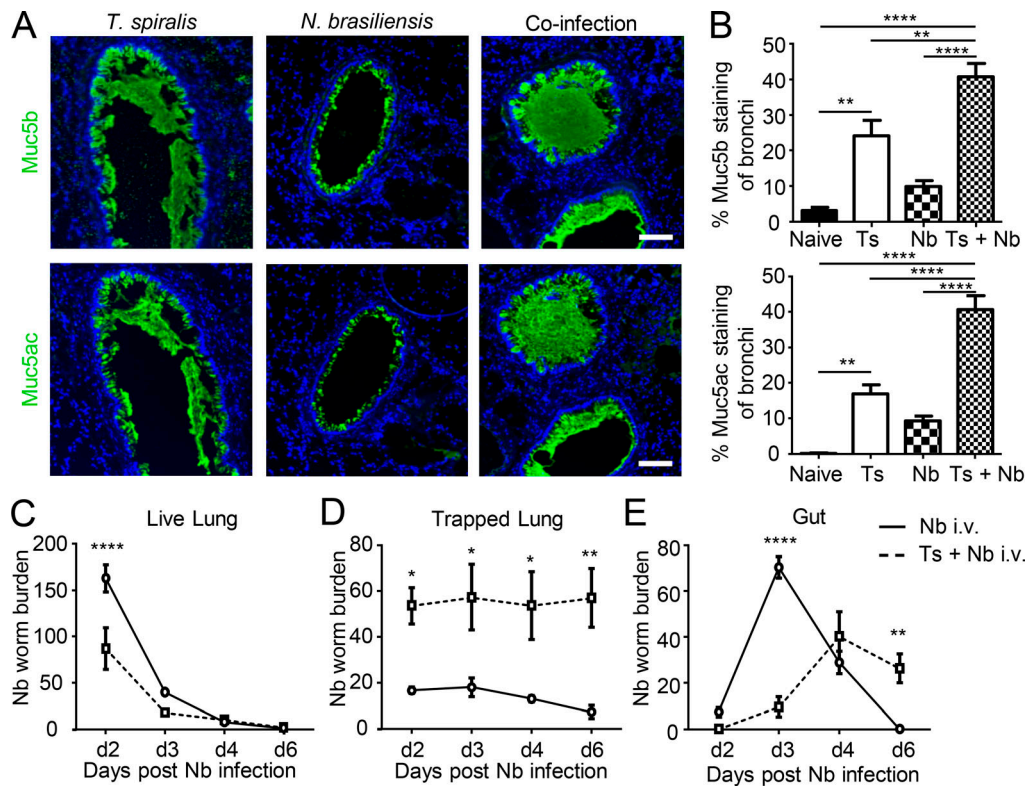 A
T. spiralis
N. brasiliensis
Co-infection
Muc5b
Muc5ac
B
****
**
****
**
% Muc5b staining
of bronchi
50
40
30
20
10
0
Naive Ts Nb Ts + Nb
****
****
****
**
% Muc5ac staining
of bronchi
50
40
30
20
10
0
Naive Ts Nb Ts + Nb
C
Live Lung
Nb worm burden
200
150
100
50
0
****
d2 d3 d4 d6
Days post Nb infection
D
Trapped Lung
Nb worm burden
80
60
40
20
0
* * * **
d2 d3 d4 d6
Days post Nb infection
E
Gut
Nb worm burden
80
60
40
20
0
****
**
d2 d3 d4 d6
Days post Nb infection
Nb i.v.
Ts + Nb i.v.